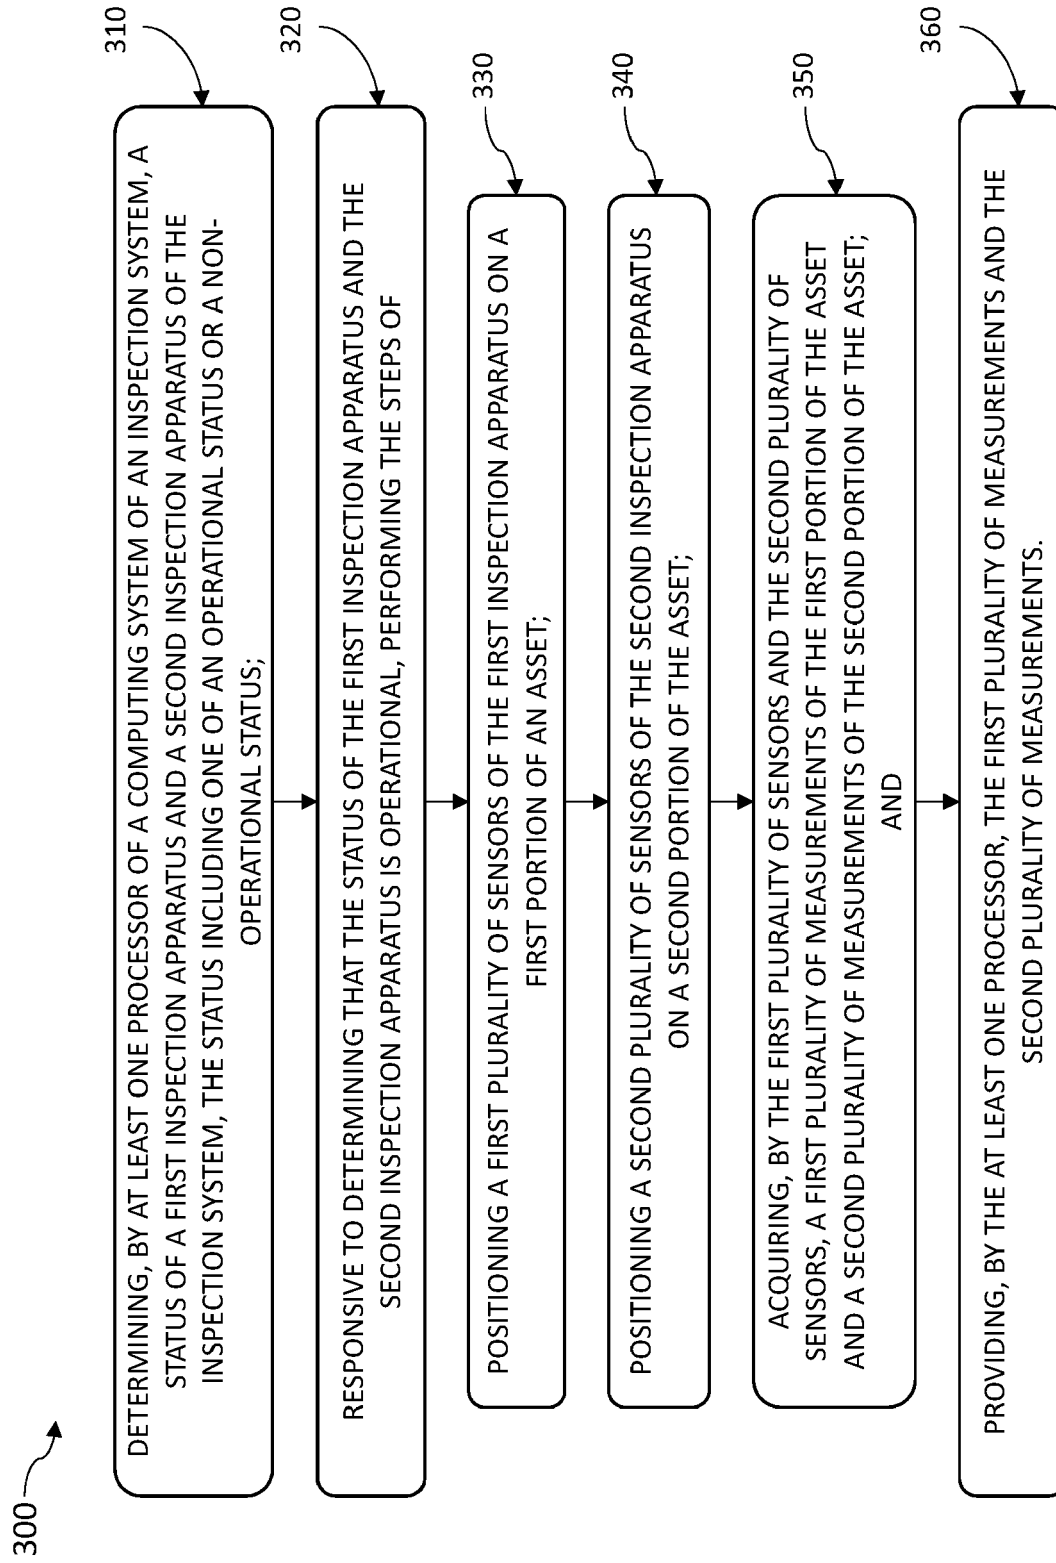 300
310
DETERMINING, BY AT LEAST ONE PROCESSOR OF A COMPUTING SYSTEM OF AN INSPECTION SYSTEM, A
STATUS OF A FIRST INSPECTION APPARATUS AND A SECOND INSPECTION APPARATUS OF THE
INSPECTION SYSTEM, THE STATUS INCLUDING ONE OF AN OPERATIONAL STATUS OR A NON-
OPERATIONAL STATUS;
320
RESPONSIVE TO DETERMINING THAT THE STATUS OF THE FIRST INSPECTION APPARATUS AND THE
SECOND INSPECTION APPARATUS IS OPERATIONAL, PERFORMING THE STEPS OF
330
POSITIONING A FIRST PLURALITY OF SENSORS OF THE FIRST INSPECTION APPARATUS ON A
FIRST PORTION OF AN ASSET;
340
POSITIONING A SECOND PLURALITY OF SENSORS OF THE SECOND INSPECTION APPARATUS
ON A SECOND PORTION OF THE ASSET;
350
ACQUIRING, BY THE FIRST PLURALITY OF SENSORS AND THE SECOND PLURALITY OF
SENSORS, A FIRST PLURALITY OF MEASUREMENTS OF THE FIRST PORTION OF THE ASSET
AND A SECOND PLURALITY OF MEASUREMENTS OF THE SECOND PORTION OF THE ASSET;
AND
360
PROVIDING, BY THE AT LEAST ONE PROCESSOR, THE FIRST PLURALITY OF MEASUREMENTS AND THE
SECOND PLURALITY OF MEASUREMENTS.